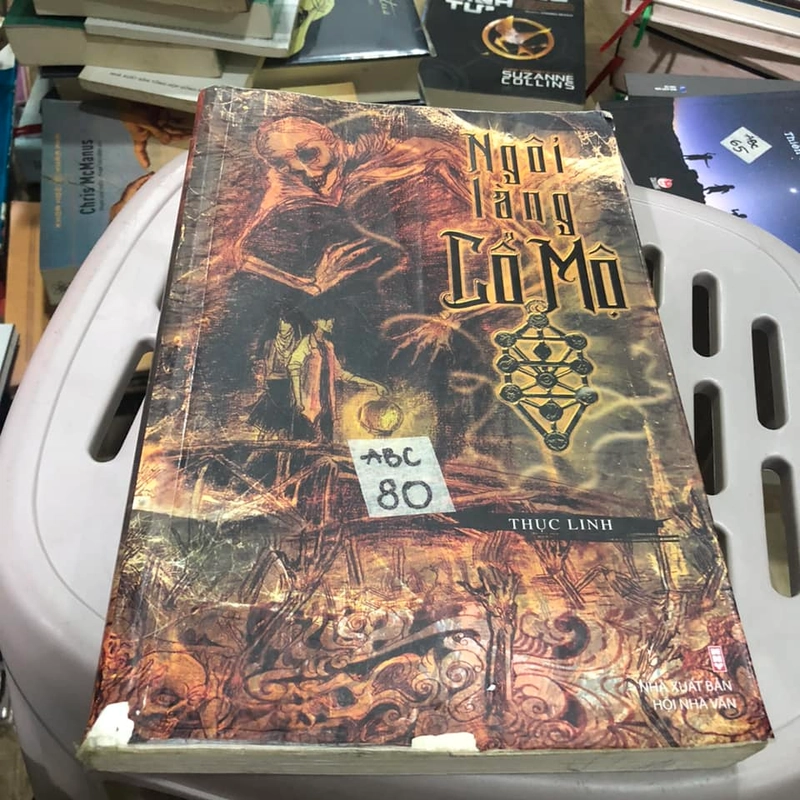 SUZANNE
COLLINS
Chris McManus
ABC
65
Ngôi
làng
Cổ Mộ
ABC
80
THỤC LINH
NHÀ XUẤT BẢN
HỘI NHÀ VĂN